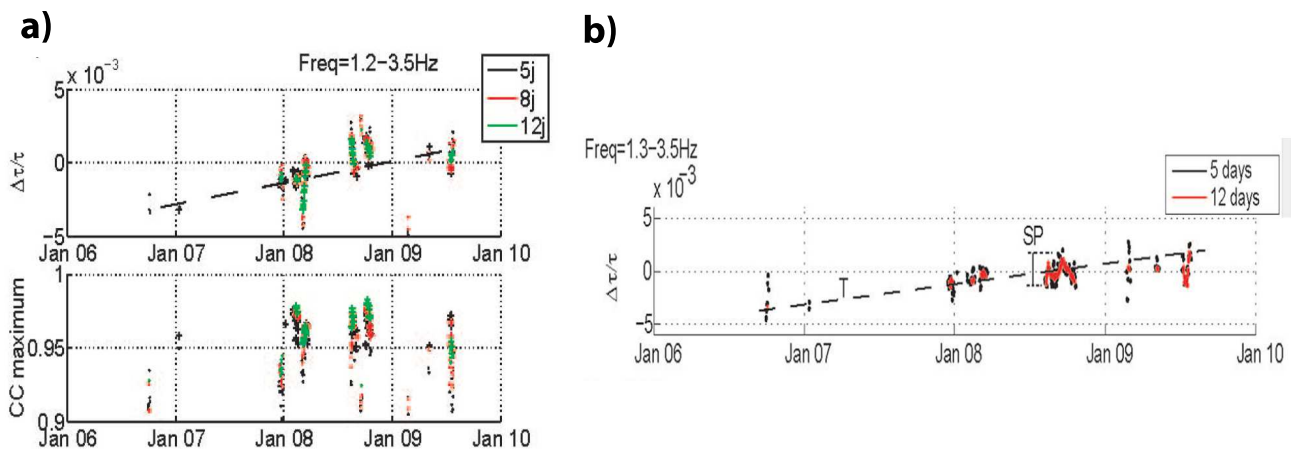 a)
Freq=1.2−3.5Hz
5j
8j
12j
x 10⁻³
5
0
−5
Δτ/τ
Jan 06 Jan 07 Jan 08 Jan 09 Jan 10
1
0.95
0.9
CC maximum
Jan 06 Jan 07 Jan 08 Jan 09 Jan 10
b)
Freq=1.3−3.5Hz
5 days
12 days
x 10⁻³
5
0
−5
Δτ/τ
SP
T
Jan 06 Jan 07 Jan 08 Jan 09 Jan 10